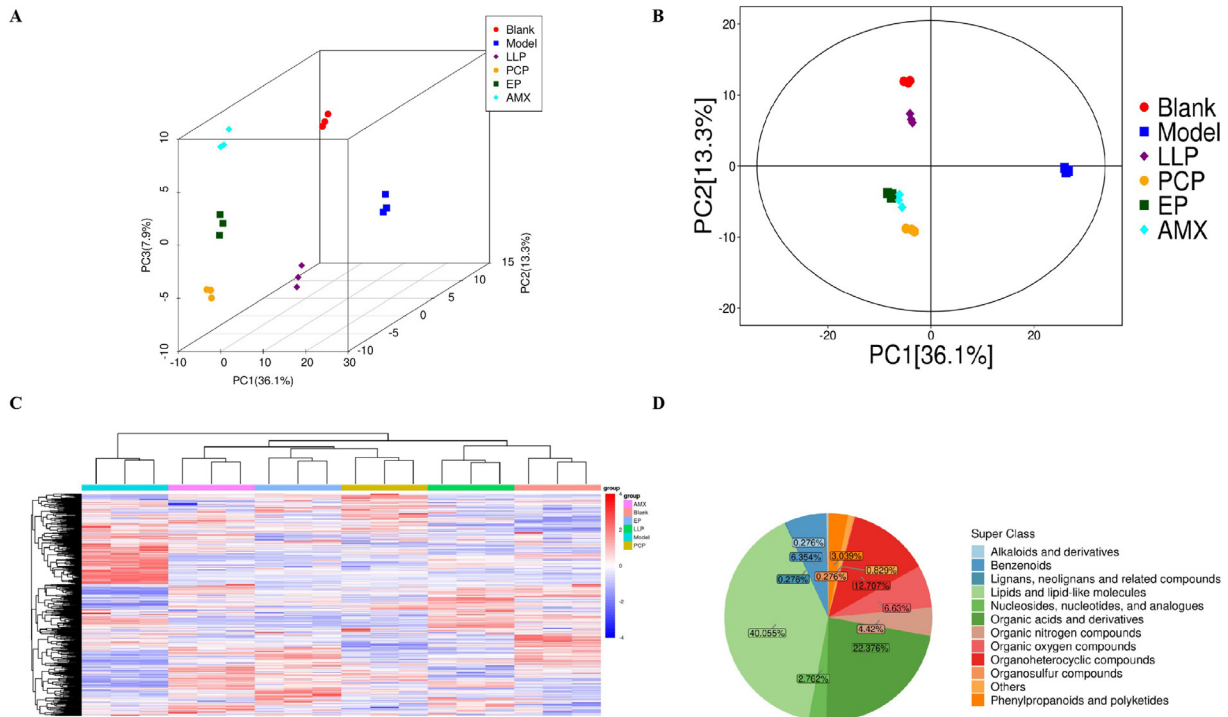 A
Blank
Model
LLP
PCP
EP
AMX
PC3(7.9%)
10
5
0
-5
-10
-10
0
10
20
30
PC1(36.1%)
-10
-5
0
5
10
15
PC2(13.3%)
B
PC2[13.3%]
20
10
0
-10
-20
-20
0
20
PC1[36.1%]
Blank
Model
LLP
PCP
EP
AMX
C
group
4
2
0
-2
-4
group
AMX
Blank
EP
LLP
Model
PCP
D
0.276%
6.354%
0.276%
3.039%
0.829%
0.276%
12.707%
6.63%
4.42%
40.055%
22.376%
2.762%
Super Class
Alkaloids and derivatives
Benzenoids
Lignans, neolignans and related compounds
Lipids and lipid-like molecules
Nucleosides, nucleotides, and analogues
Organic acids and derivatives
Organic nitrogen compounds
Organic oxygen compounds
Organoheterocyclic compounds
Organosulfur compounds
Others
Phenylpropanoids and polyketides